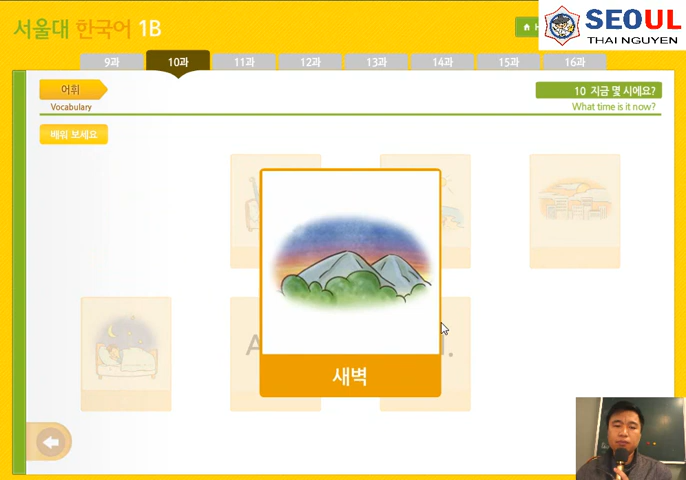 서울대 한국어 1B
SEOUL
THAI NGUYEN
9과 10과 11과 12과 13과 14과 15과 16과
어휘
Vocabulary
10 지금 몇 시에요?
What time is it now?
배워 보세요
새벽